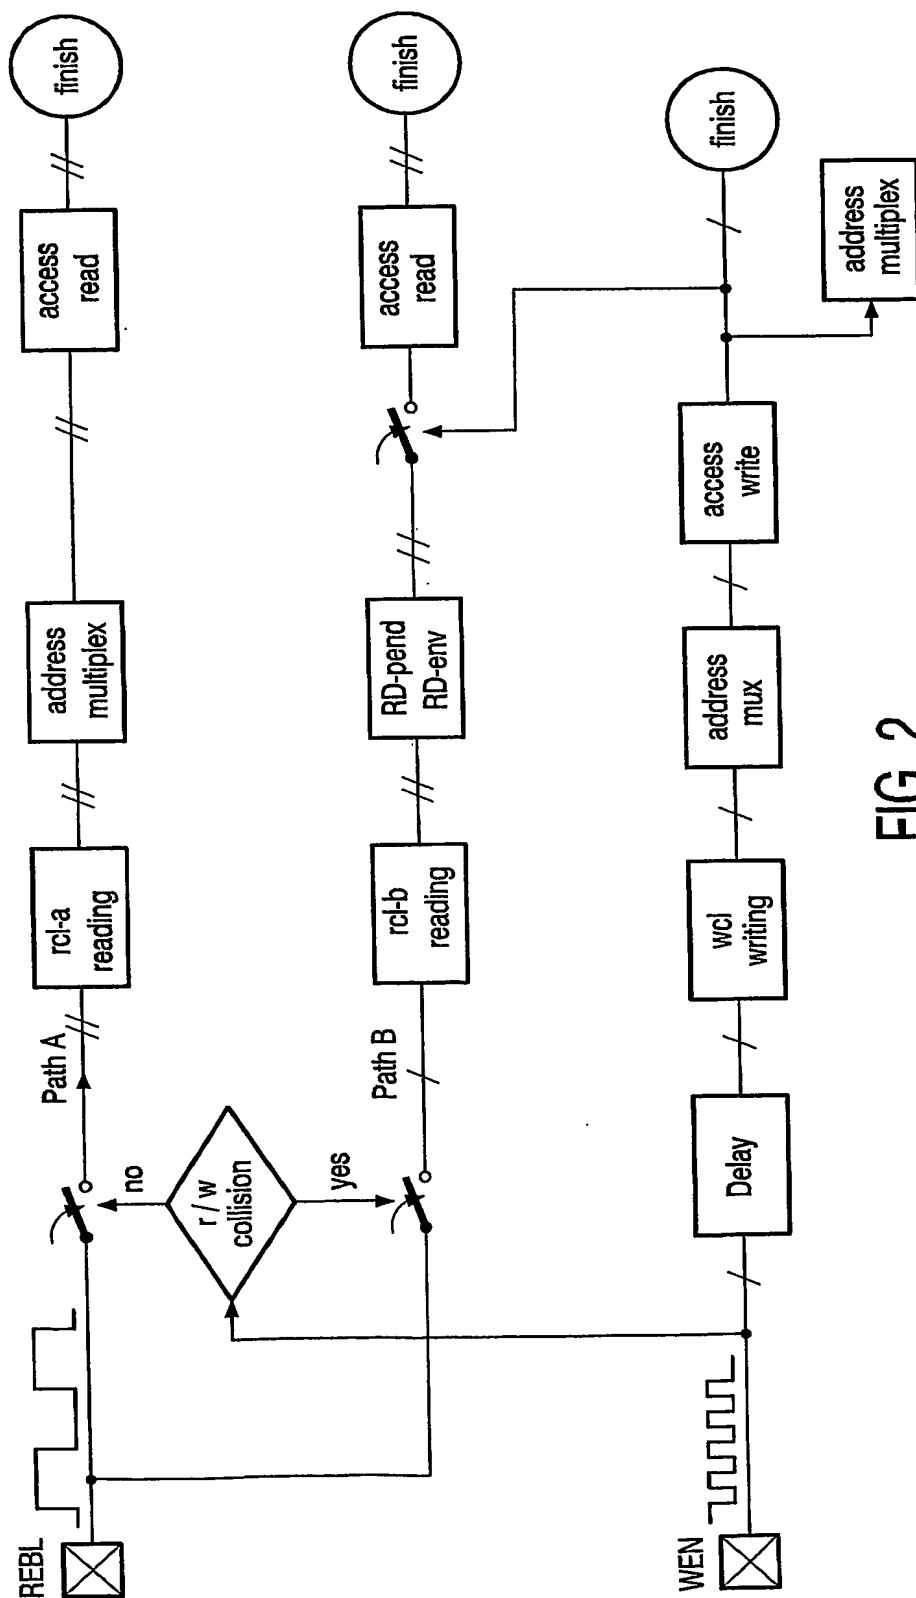 REBL
Path A
rcl-a
reading
address
multiplex
access
read
finish
no
r / w
collision
yes
Path B
rcl-b
reading
RD-pend
RD-env
access
read
finish
WEN
Delay
wcl
writing
address
mux
access
write
finish
address
multiplex
FIG. 2